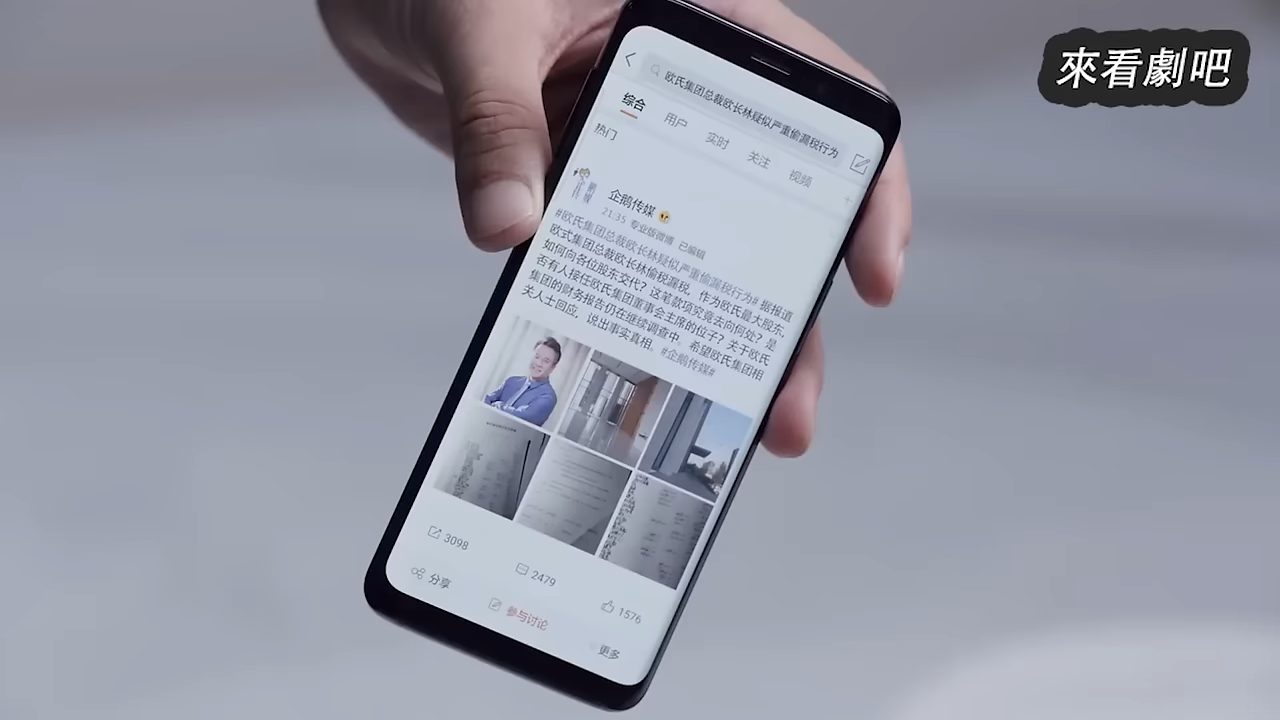 來看劇吧
欧氏集团总裁欧长林疑似严重偷漏税行为
综合
用户
实时
关注
视频
热门
企鹅传媒
21:35 专业版微博 已编辑
#欧氏集团总裁欧长林疑似严重偷漏税行为# 据报道
欧式集团总裁欧长林偷税漏税，作为欧氏最大股东，
如何向各位股东交代？这笔款项究竟去向何处？是
否有人接任欧氏集团董事会主席的位子？关于欧氏
集团的财务报告仍在继续调查中，希望欧氏集团相
关人士回应，说出事实真相。#企鹅传媒#
3098
2479
1576
分享
参与讨论
更多